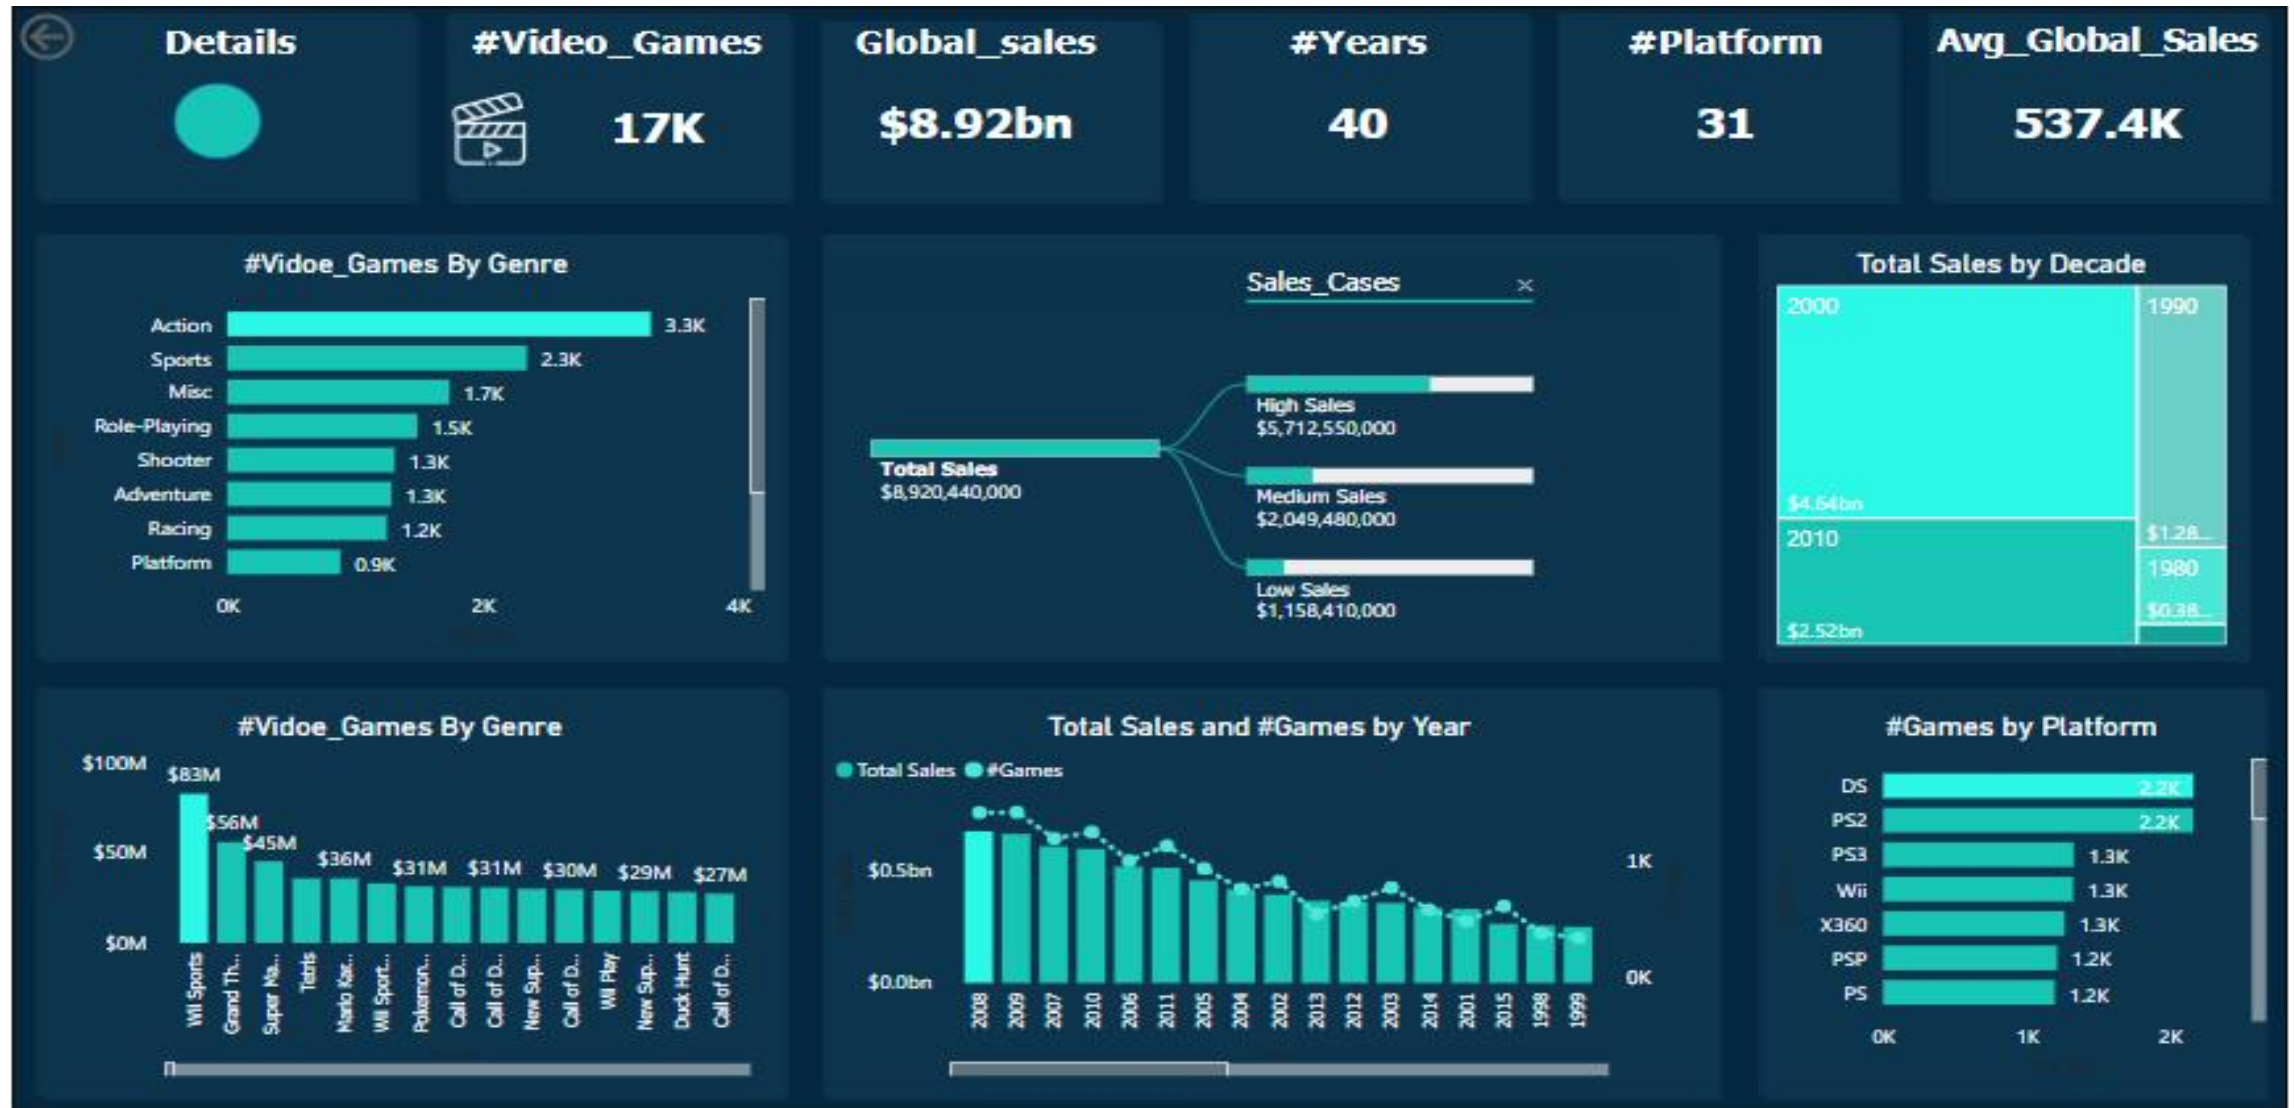 Details
#Video_Games
17K
Global_sales
$8.92bn
#Years
40
#Platform
31
Avg_Global_Sales
537.4K
#Vidoe_Games By Genre
Action 3.3K
Sports 2.3K
Misc 1.7K
Role-Playing 1.5K
Shooter 1.3K
Adventure 1.3K
Racing 1.2K
Platform 0.9K
0K 2K 4K
Sales_Cases ×
Total Sales
$8,920,440,000
High Sales
$5,712,550,000
Medium Sales
$2,049,480,000
Low Sales
$1,158,410,000
Total Sales by Decade
2000
$4.64bn
2010
$2.52bn
1990
$1.28...
1980
$0.38...
#Vidoe_Games By Genre
$100M
$50M
$0M
$83M
$56M
$45M
$36M
$31M
$31M
$30M
$29M
$27M
Wii Sports
Grand Th...
Super Ma...
Tetris
Mario Kar...
Wii Sport...
Pokemon...
Call of D...
Call of D...
New Sup...
Call of D...
Wii Play
New Sup...
Duck Hunt
Call of D...
Total Sales and #Games by Year
Total Sales #Games
$0.5bn
$0.0bn
1K
0K
2008
2009
2007
2010
2006
2011
2005
2004
2002
2013
2012
2003
2014
2001
2015
1998
1999
#Games by Platform
DS 2.2K
PS2 2.2K
PS3 1.3K
Wii 1.3K
X360 1.3K
PSP 1.2K
PS 1.2K
0K 1K 2K